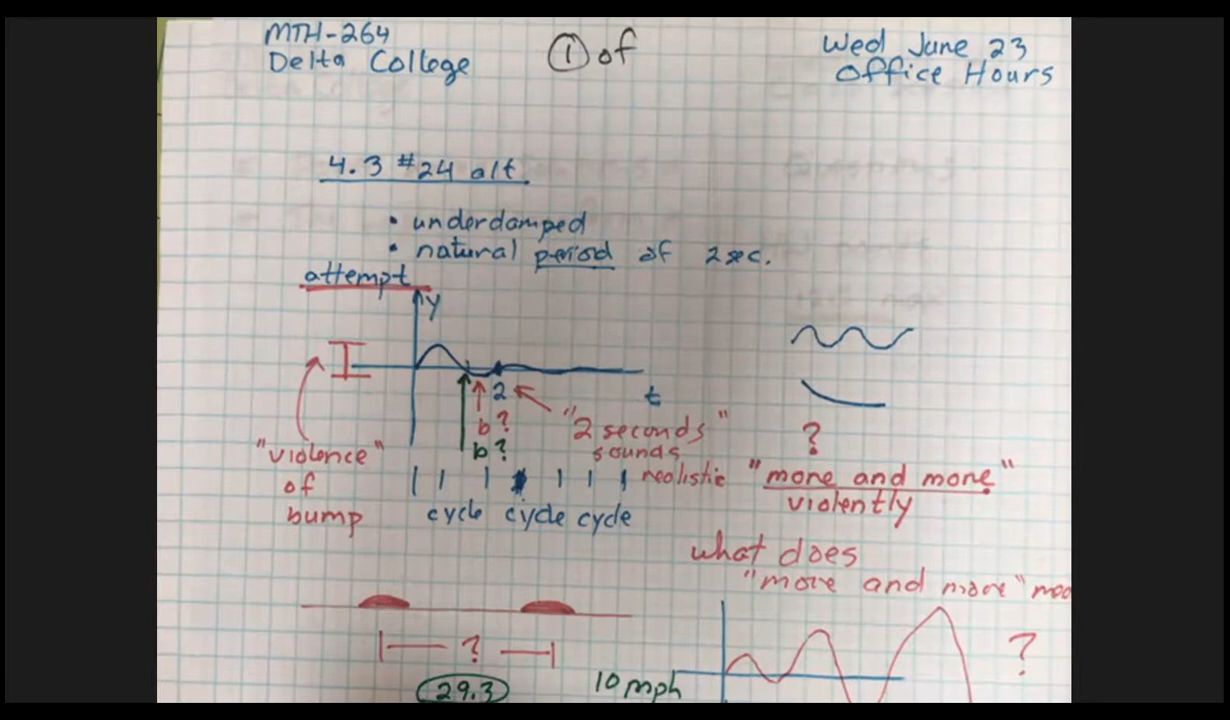 MTH-264
Delta College
① of
Wed June 23
Office Hours
4.3 #24 alt.
• underdamped
• natural period of 2 sec.
attempt
y
2
t
b?
b?
"2 seconds"
sounds
realistic
"violence"
of
bump
cycle cycle cycle
?
"more and more"
violently
what does
"more and more"
?
?
29.3
10 mph